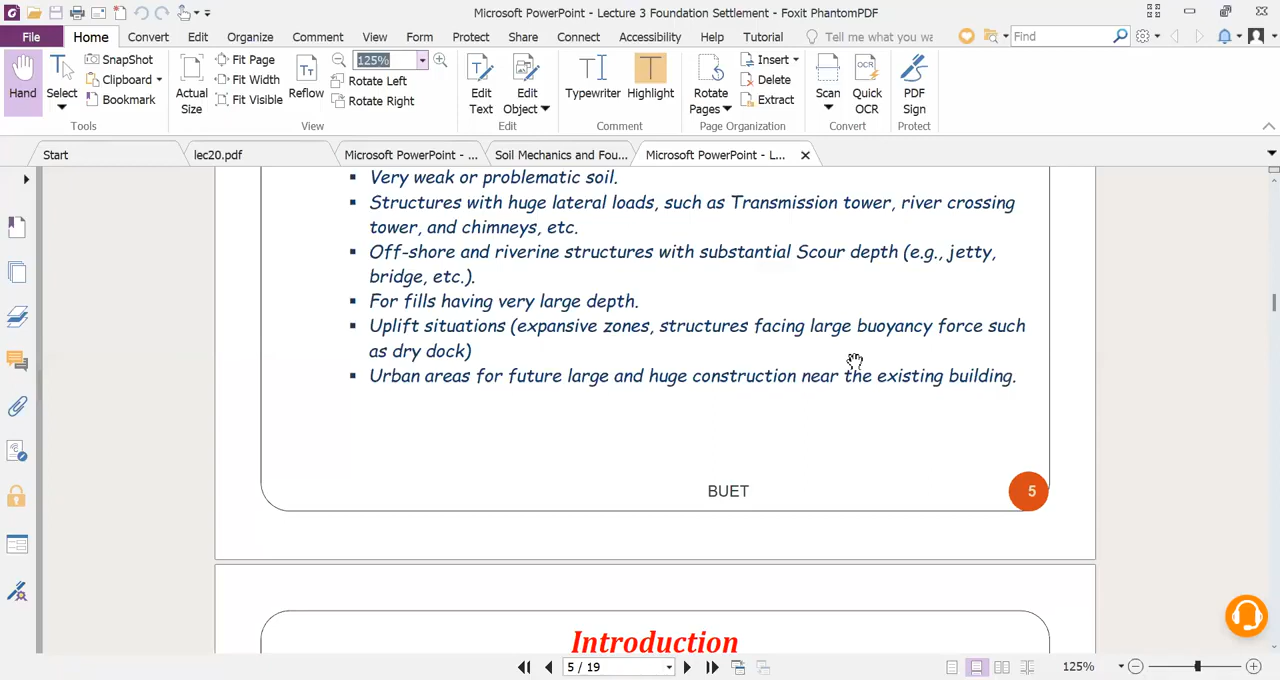 Microsoft PowerPoint - Lecture 3 Foundation Settlement - Foxit PhantomPDF
File Home Convert Edit Organize Comment View Form Protect Share Connect Accessibility Help Tutorial Tell me what you wa Find
Hand
Select
SnapShot
Clipboard
Bookmark
Tools
Actual Size
Fit Page
Fit Width
Fit Visible
Reflow
125%
Rotate Left
Rotate Right
View
Edit Text
Edit Object
Edit
Typewriter
Highlight
Comment
Rotate Pages
Insert
Delete
Extract
Page Organization
Scan
Quick OCR
Convert
PDF Sign
Protect
Start lec20.pdf Microsoft PowerPoint - ... Soil Mechanics and Fou... Microsoft PowerPoint - L...
▪ Very weak or problematic soil.
▪ Structures with huge lateral loads, such as Transmission tower, river crossing
tower, and chimneys, etc.
▪ Off-shore and riverine structures with substantial Scour depth (e.g., jetty,
bridge, etc.).
▪ For fills having very large depth.
▪ Uplift situations (expansive zones, structures facing large buoyancy force such
as dry dock)
▪ Urban areas for future large and huge construction near the existing building.
BUET
5
Introduction
5 / 19
125%